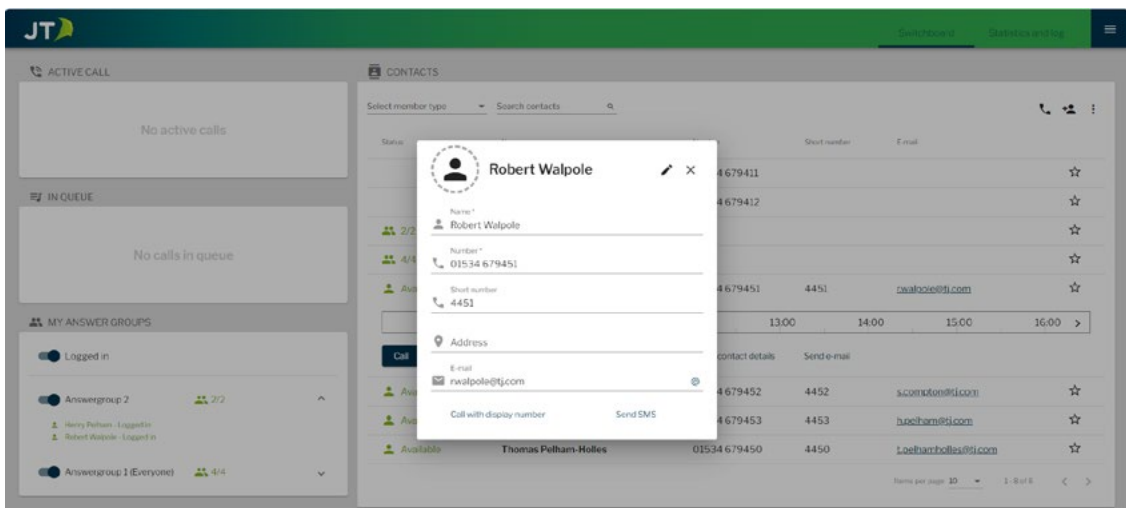 JT
Switchboard Statistics and log
ACTIVE CALL
No active calls
IN QUEUE
No calls in queue
MY ANSWER GROUPS
Logged in
Answergroup 2 2/2
Henry Pelham - Logged in
Robert Walpole - Logged in
Answergroup 1 (Everyone) 4/4
CONTACTS
Select member type Search contacts
Status Short number E-mail
4 679411
4 679412
2/2
4/4
4 679451 4451 rwalpole@tj.com
13:00 14:00 15:00 16:00
Call contact details Send e-mail
4 679452 4452 s.compton@tj.com
4 679453 4453 h.pelham@tj.com
Available Thomas Pelham-Holles 01534 679450 4450 t.pelhamholles@tj.com
Items per page 10 1 - 8 of 8
Robert Walpole
Name *
Robert Walpole
Number *
01534 679451
Short number
4451
Address
E-mail
rwalpole@tj.com
Call with display number Send SMS